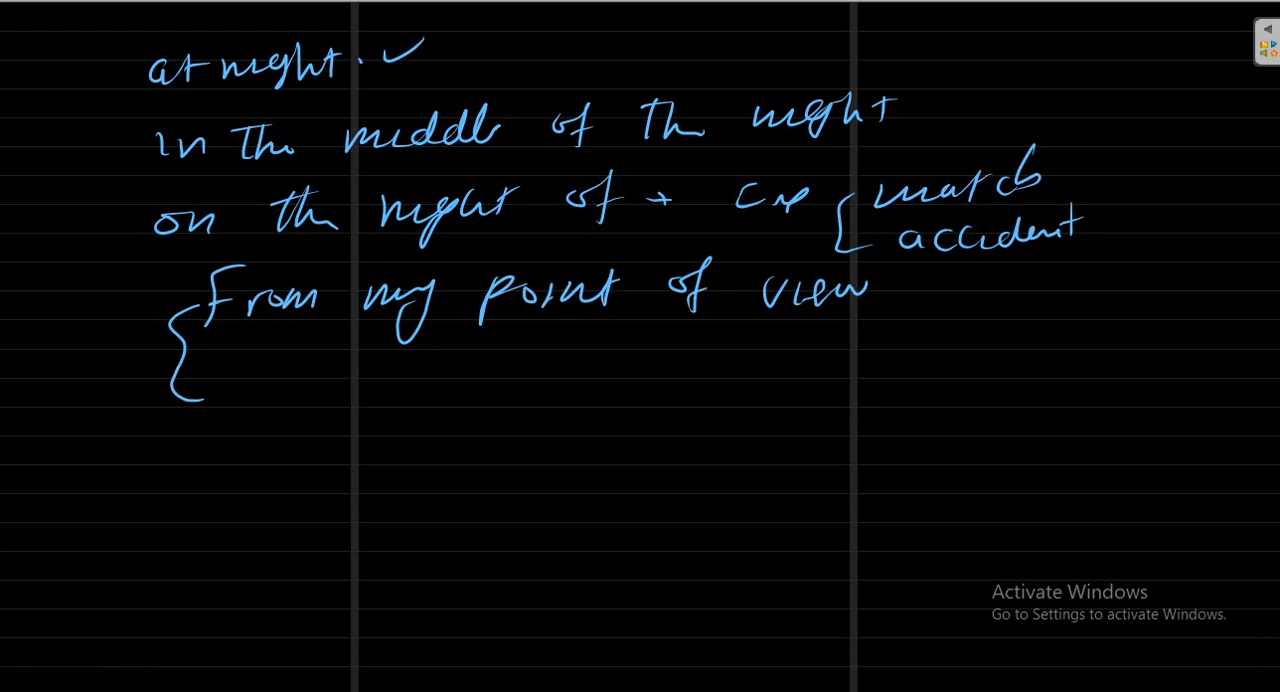 at night. ✓
in the middle of the night
on the night of + { match
accident
{ from my point of view
Activate Windows
Go to Settings to activate Windows.